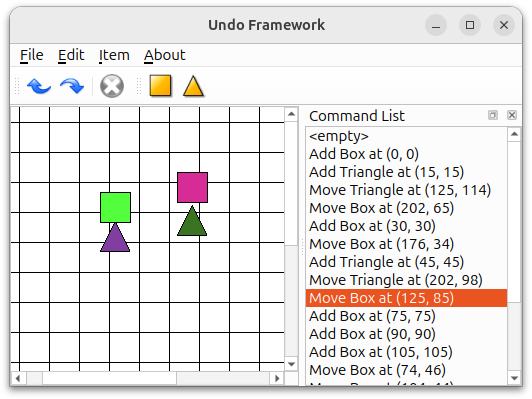 Undo Framework
File Edit Item About
Command List
<empty>
Add Box at (0, 0)
Add Triangle at (15, 15)
Move Triangle at (125, 114)
Move Box at (202, 65)
Add Box at (30, 30)
Move Box at (176, 34)
Add Triangle at (45, 45)
Move Triangle at (202, 98)
Move Box at (125, 85)
Add Box at (75, 75)
Add Box at (90, 90)
Add Box at (105, 105)
Move Box at (74, 46)